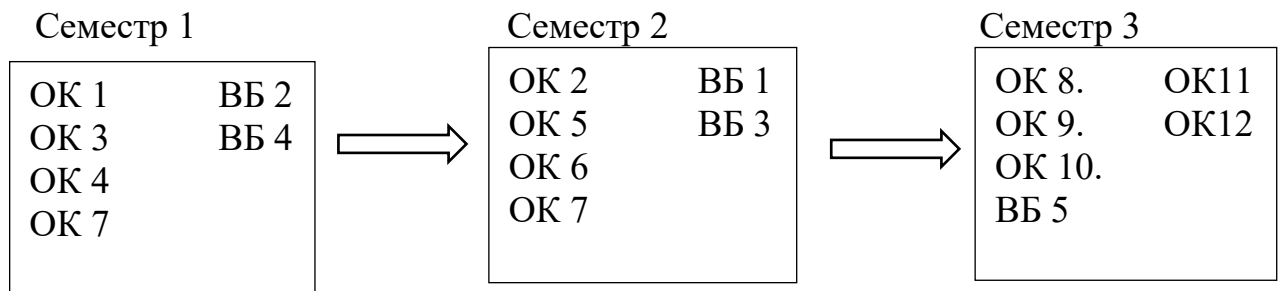 Семестр 1
ОК 1 ВБ 2
ОК 3 ВБ 4
ОК 4
ОК 7
Семестр 2
ОК 2 ВБ 1
ОК 5 ВБ 3
ОК 6
ОК 7
Семестр 3
ОК 8. ОК11
ОК 9. ОК12
ОК 10.
ВБ 5